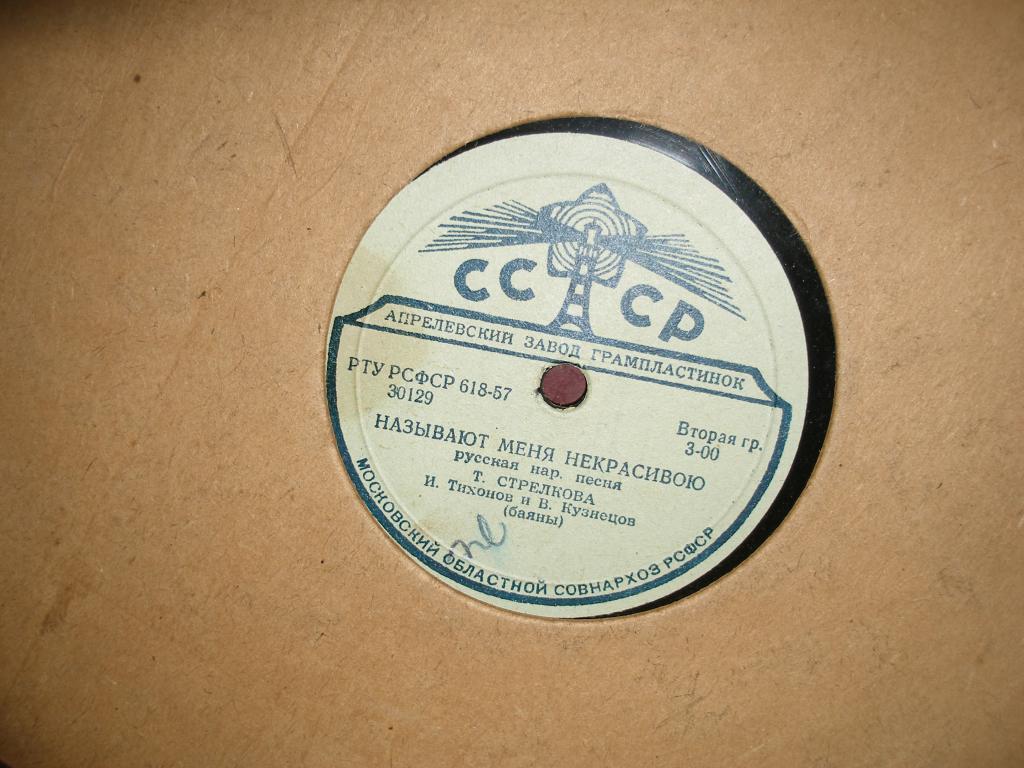 СССР
АПРЕЛЕВСКИЙ ЗАВОД ГРАМПЛАСТИНОК
РТУ РСФСР 618-57
30129
Вторая гр.
3-00
НАЗЫВАЮТ МЕНЯ НЕКРАСИВОЮ
русская нар. песня
Т. СТРЕЛКОВА
И. Тихонов и В. Кузнецов
(баяны)
МОСКОВСКИЙ ОБЛАСТНОЙ СОВНАРХОЗ РСФСР